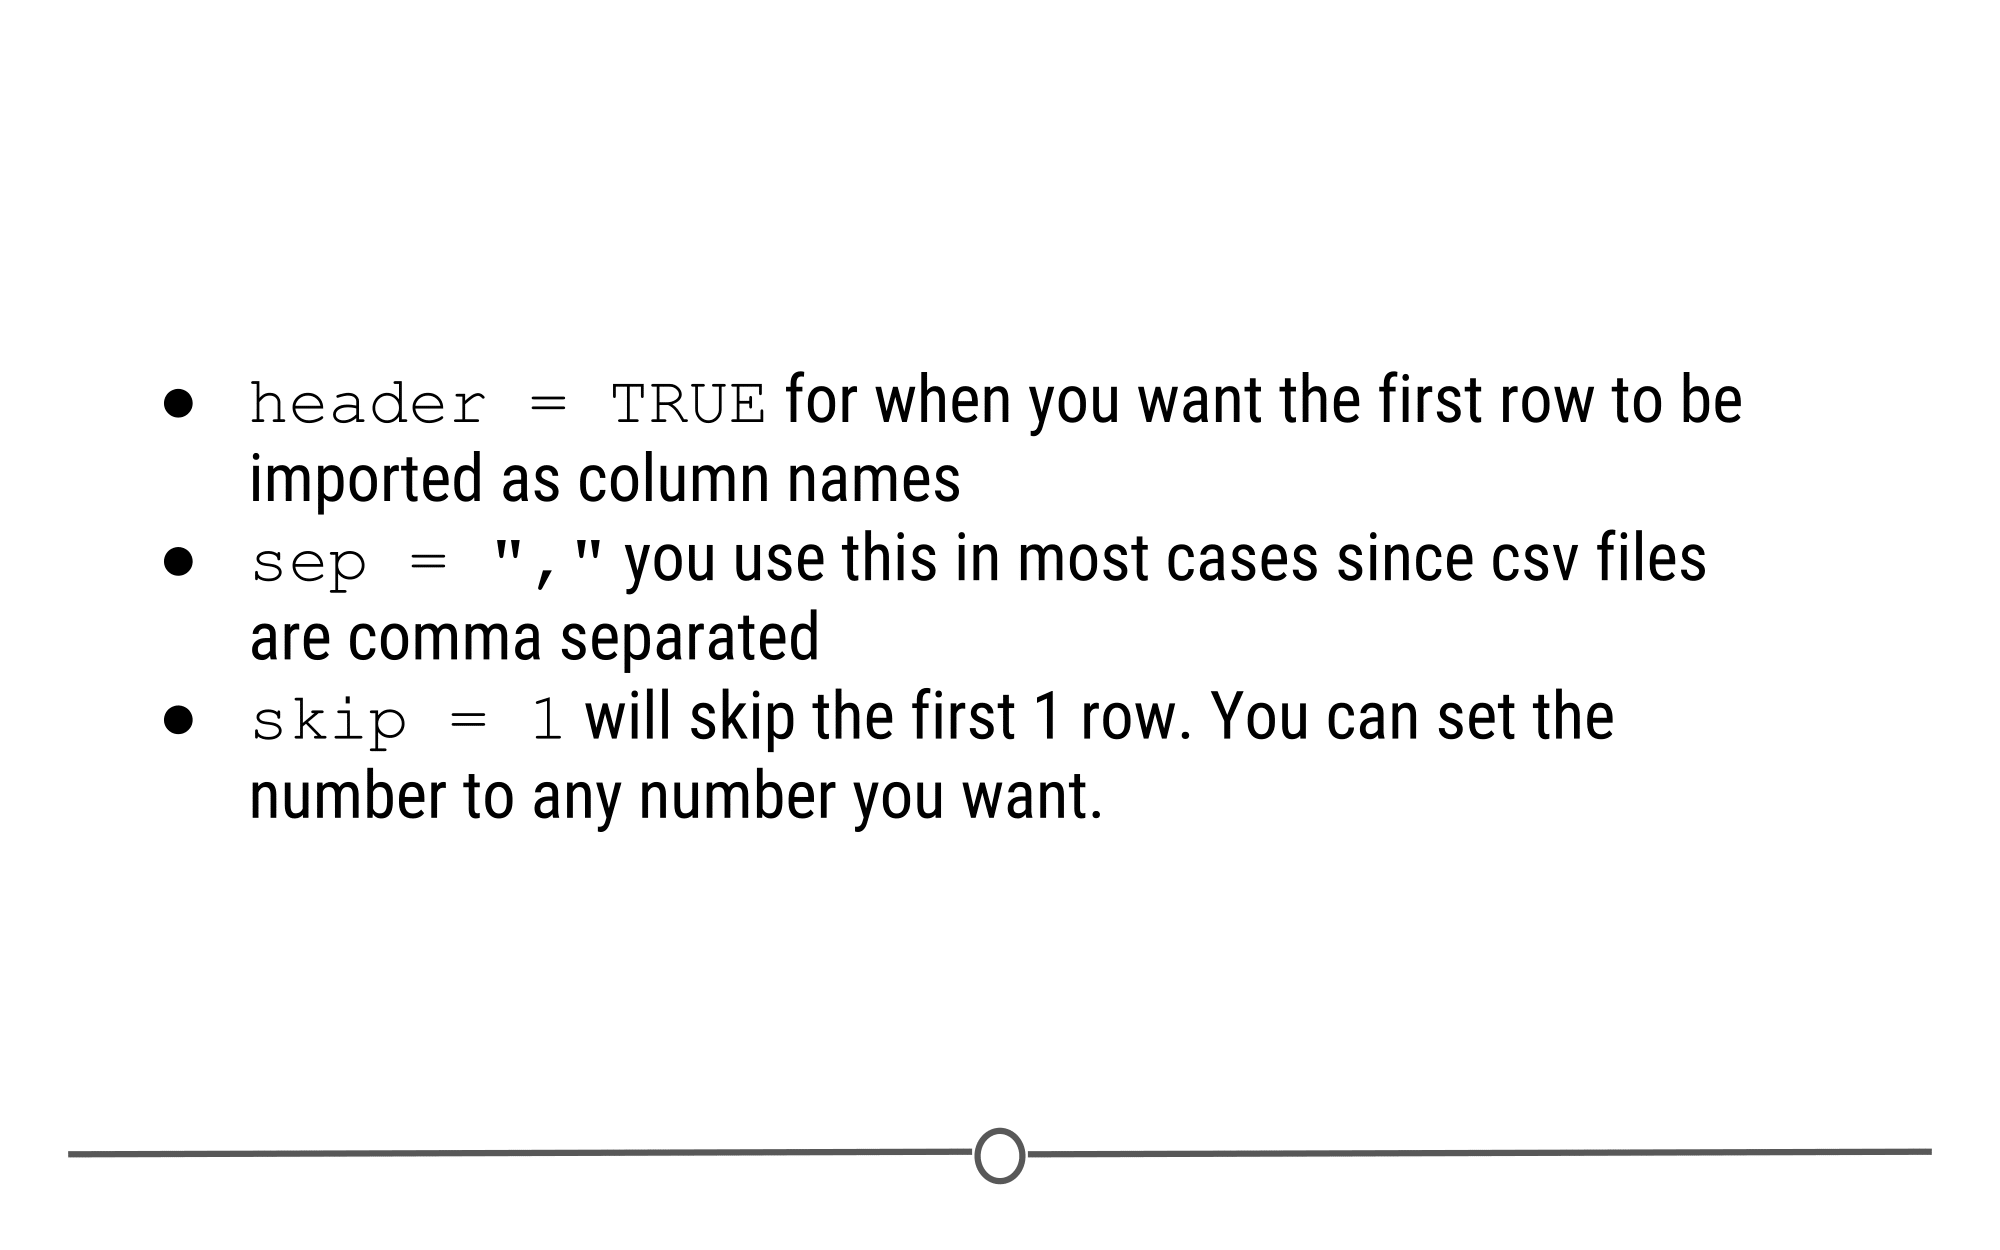 ● header = TRUE for when you want the first row to be
imported as column names
● sep = "," you use this in most cases since csv files
are comma separated
● skip = 1 will skip the first 1 row. You can set the
number to any number you want.